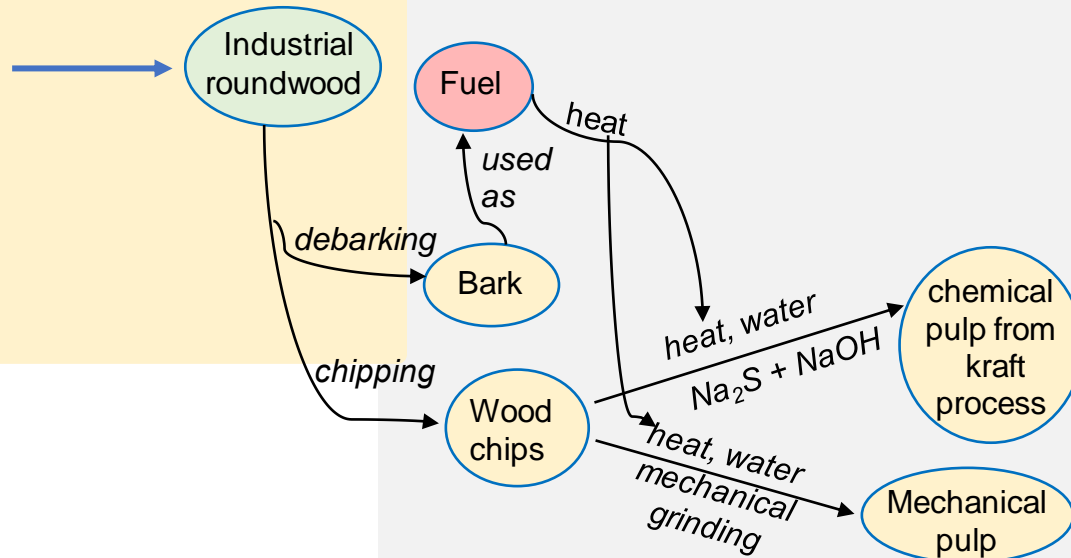 Industrial
roundwood
Fuel
heat
used
as
debarking
Bark
chipping
Wood
chips
heat, water
Na₂S + NaOH
chemical
pulp from
kraft
process
heat, water
mechanical
grinding
Mechanical
pulp